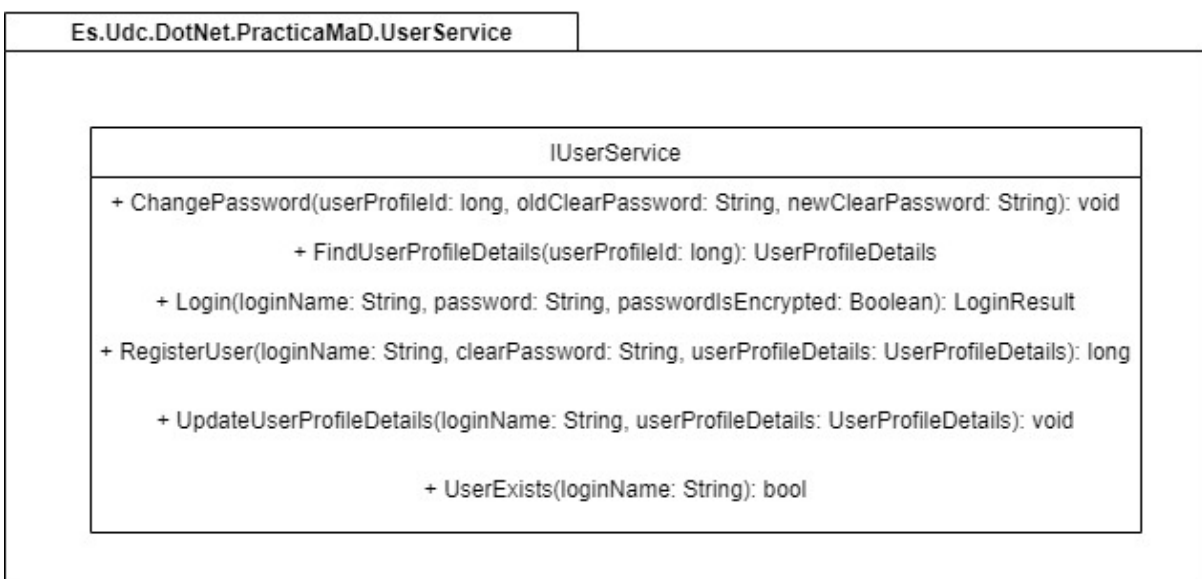 Es.Udc.DotNet.PracticaMaD.UserService
IUserService
+ ChangePassword(userProfileId: long, oldClearPassword: String, newClearPassword: String): void
+ FindUserProfileDetails(userProfileId: long): UserProfileDetails
+ Login(loginName: String, password: String, passwordIsEncrypted: Boolean): LoginResult
+ RegisterUser(loginName: String, clearPassword: String, userProfileDetails: UserProfileDetails): long
+ UpdateUserProfileDetails(loginName: String, userProfileDetails: UserProfileDetails): void
+ UserExists(loginName: String): bool